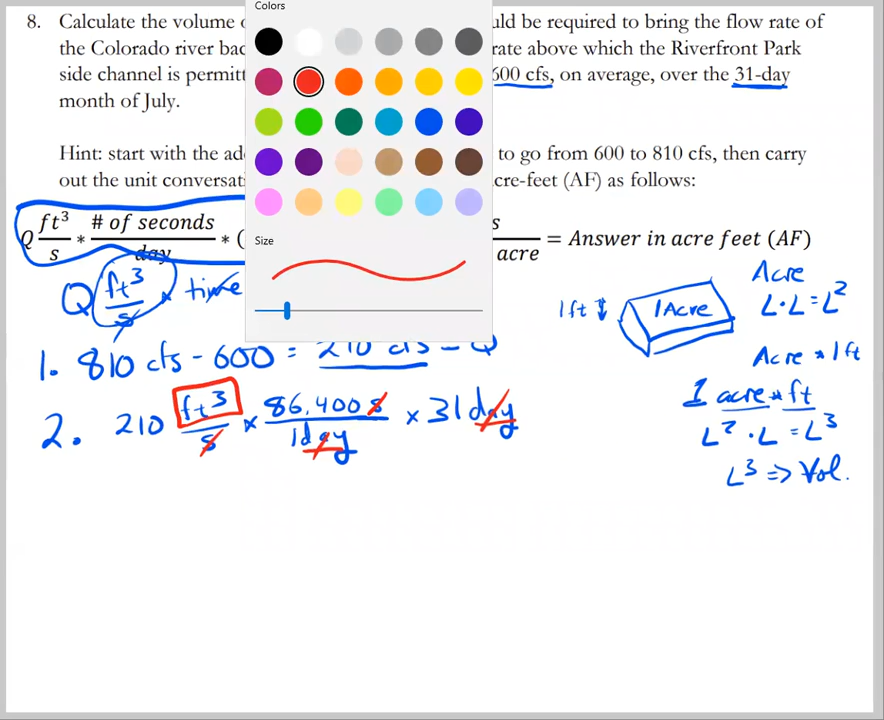 8. Calculate the volume uld be required to bring the flow rate of
the Colorado river bac rate above which the Riverfront Park
side channel is permitt 600 cfs, on average, over the 31-day
month of July.
Hint: start with the ad to go from 600 to 810 cfs, then carry
out the unit conversat cre-feet (AF) as follows:
Colors
Size
Q ft³/s * # of seconds/day * ( s/acre = Answer in acre feet (AF)
Q ft³/s × time
1. 810 cfs - 600 = 210 cfs = Q
2. 210 ft³/s × 86,400 s/1 day × 31 day
1 ft 1 Acre
Acre
L·L = L²
Acre * 1 ft
1 acre * ft
L² · L = L³
L³ => Vol.